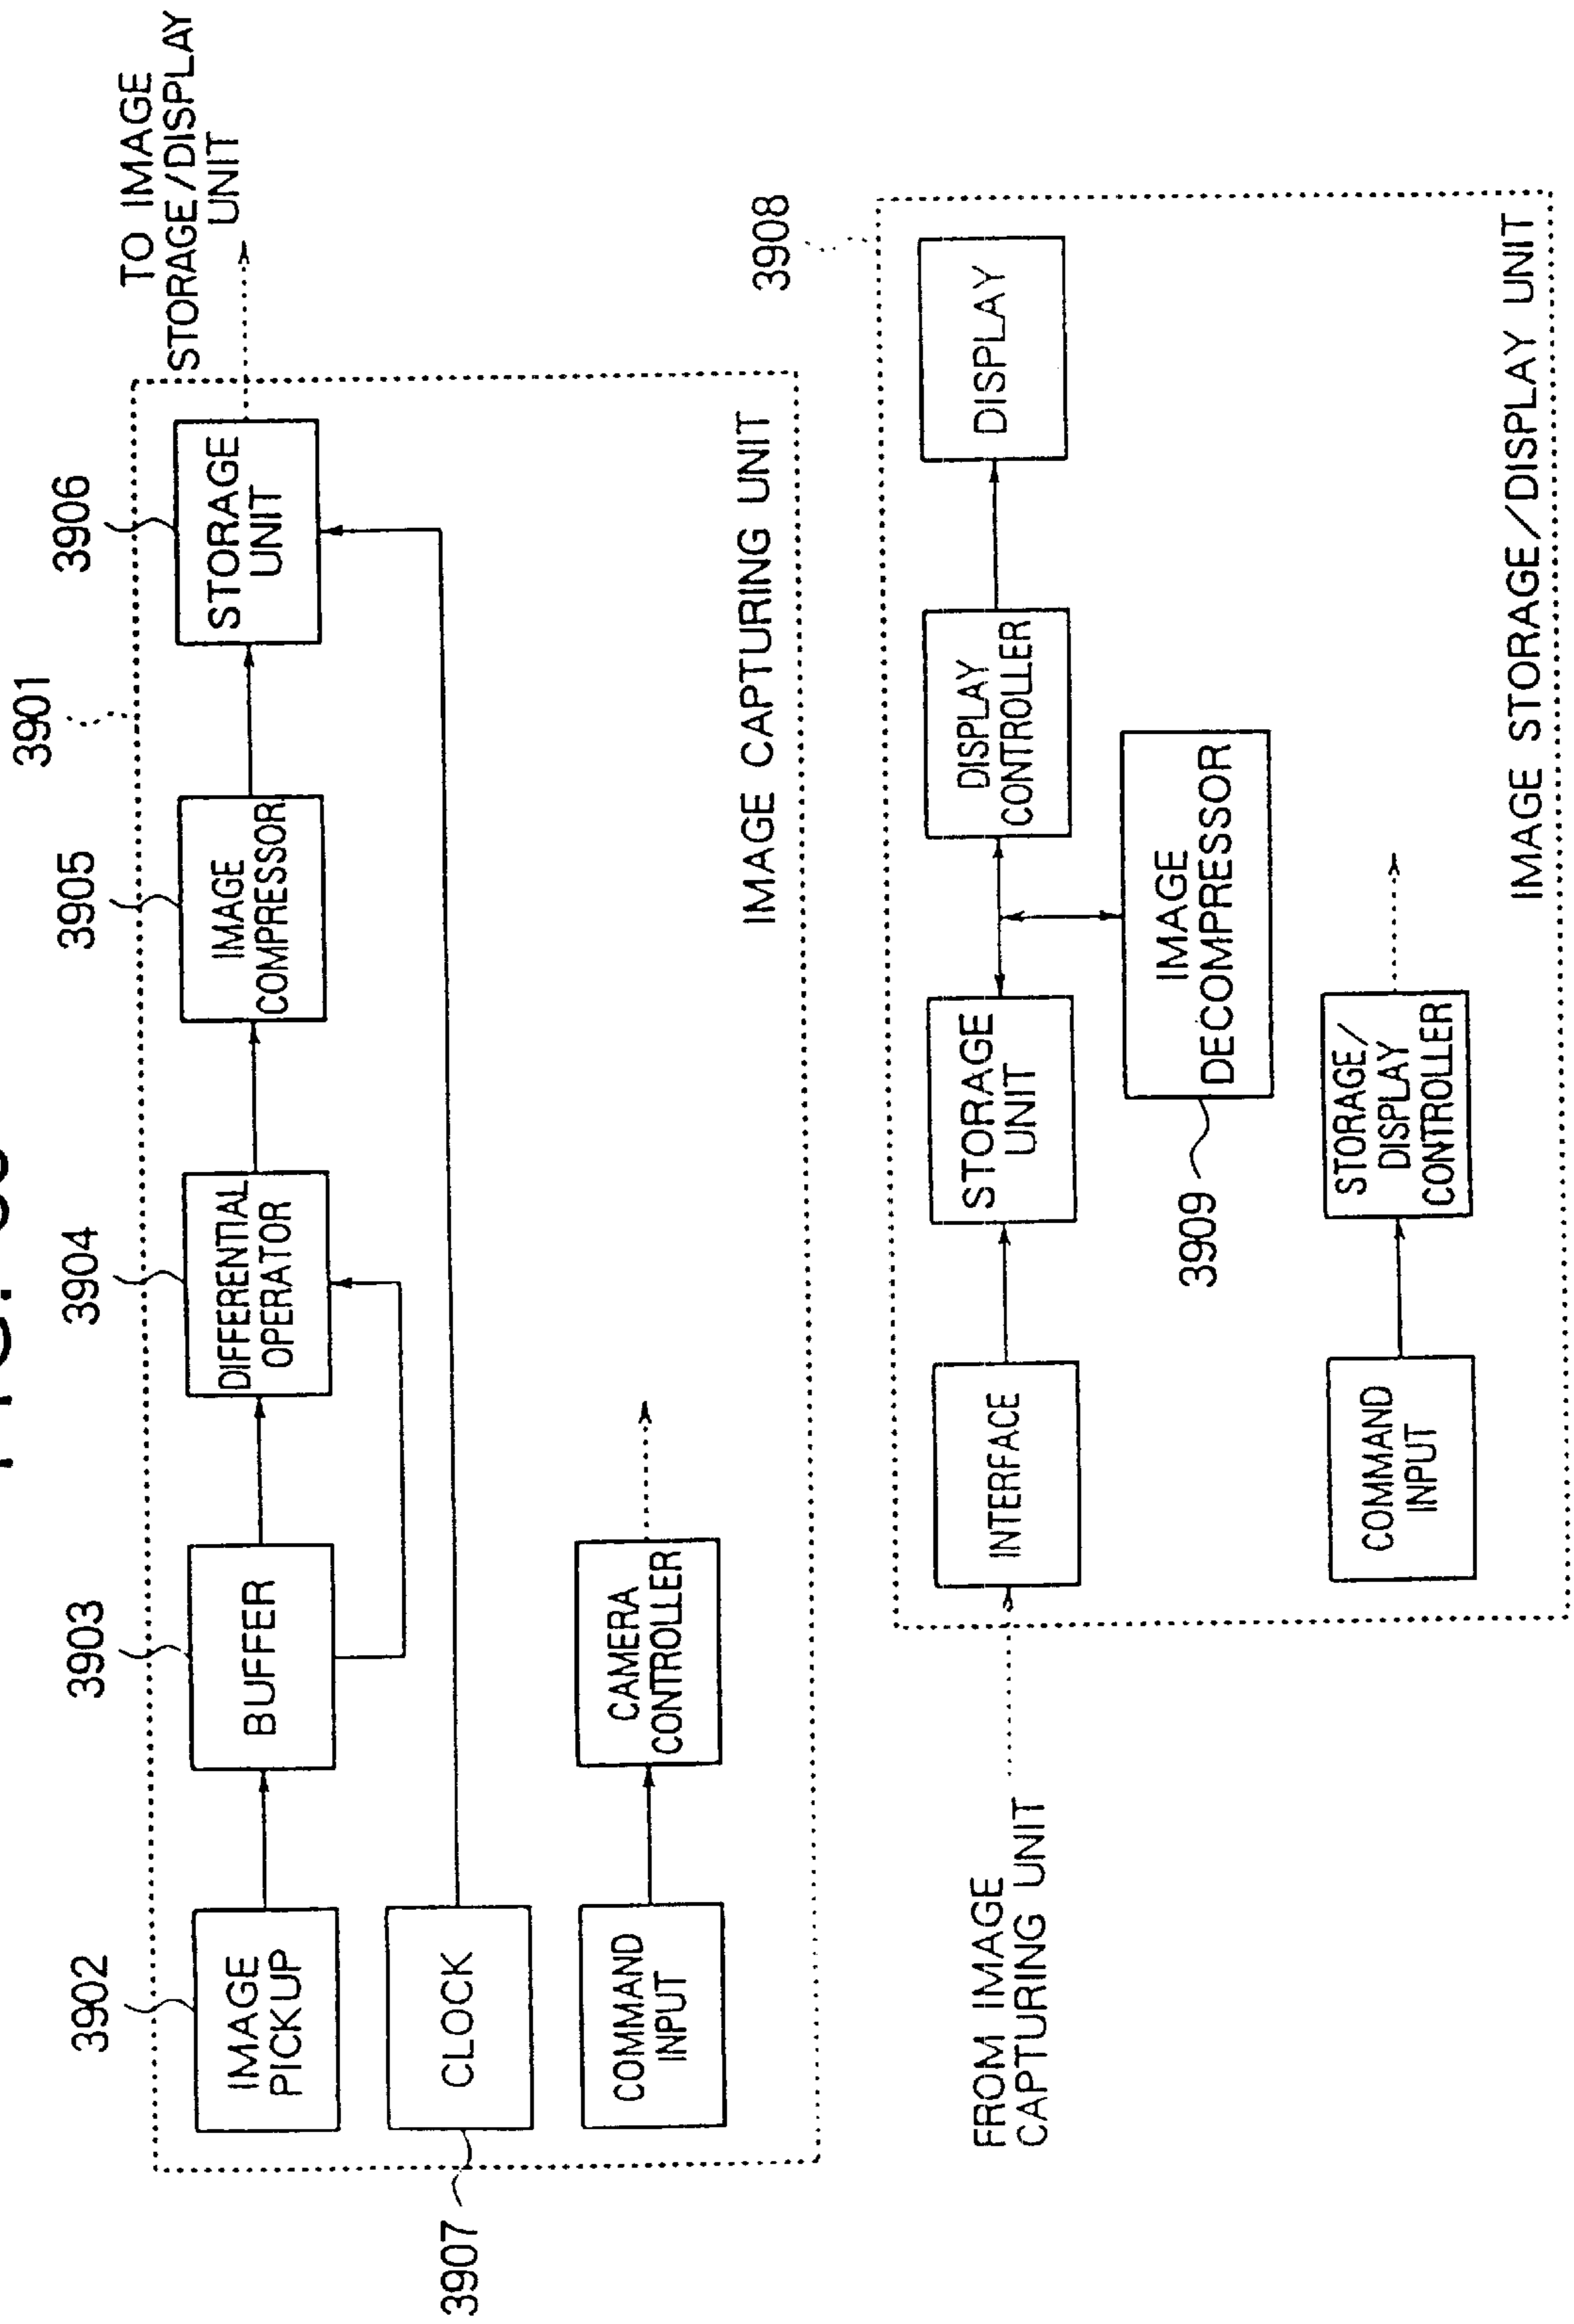 3901
TO IMAGE
STORAGE/DISPLAY
UNIT
3902
3903
3904
3905
3906
IMAGE
PICKUP
BUFFER
DIFFERENTIAL
OPERATOR
IMAGE
COMPRESSOR
STORAGE
UNIT
3907
CLOCK
COMMAND
INPUT
CAMERA
CONTROLLER
IMAGE CAPTURING UNIT
3908
FROM IMAGE
CAPTURING UNIT
INTERFACE
STORAGE
UNIT
DISPLAY
CONTROLLER
DISPLAY
3909
IMAGE
DECOMPRESSOR
COMMAND
INPUT
STORAGE/
DISPLAY
CONTROLLER
IMAGE STORAGE/DISPLAY UNIT